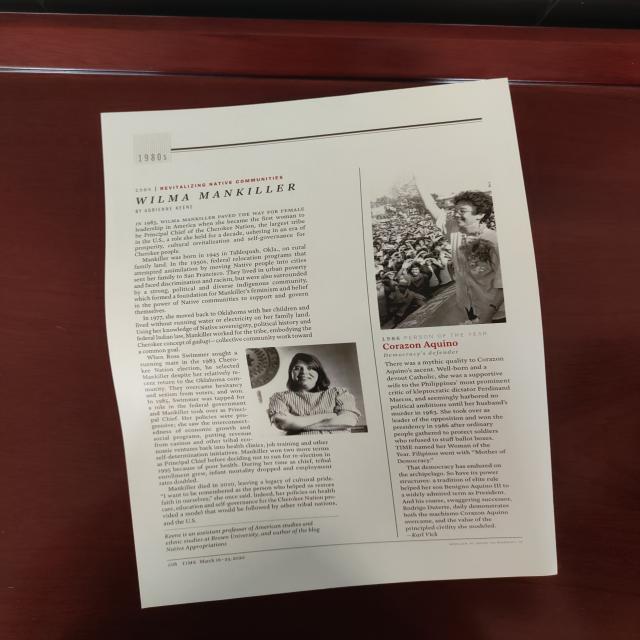 1980s
REVITALIZING NATIVE COMMUNITIES
WILMA MANKILLER
BY ADRIENNE KEENE
IN 1985, WILMA MANKILLER PAVED THE WAY FOR FEMALE
leadership in America when she became the first woman to
be Principal Chief of the Cherokee Nation, the largest tribe
in the U.S., a role she held for a decade, ushering in an era of
prosperity, cultural revitalization and self-governance for
Cherokee people.
Mankiller was born in 1945 in Tahlequah, Okla., on rural
family land. In the 1950s, federal relocation programs that
attempted assimilation by moving Native people into cities
sent her family to San Francisco. They lived in urban poverty
and faced discrimination and racism, but were also surrounded
by a strong, political and diverse Indigenous community,
which formed a foundation for Mankiller's feminism and belief
in the power of Native communities to support and govern
themselves.
In 1977, she moved back to Oklahoma with her children and
lived without running water or electricity on her family land.
Using her knowledge of Native sovereignty, political history and
federal Indian law, Mankiller worked for the tribe, embodying the
Cherokee concept of gadugi—collective community work toward
a common goal.
When Ross Swimmer sought a
running mate in the 1983 Chero-
kee Nation election, he selected
Mankiller despite her relatively re-
cent return to the Oklahoma com-
munity. They overcame hesitancy
and sexism from voters, and won.
In 1985, Swimmer was tapped for
a role in the federal government
and Mankiller took over as Princi-
pal Chief. Her policies were pro-
gressive; she saw the interconnect-
edness of economic growth and
social programs, putting revenue
from casinos and other tribal eco-
nomic ventures back into health clinics, job training and other
self-determination initiatives. Mankiller won two more terms
as Principal Chief before deciding not to run for re-election in
1995 because of poor health. During her time as chief, tribal
enrollment grew, infant mortality dropped and employment
rates doubled.
Mankiller died in 2010, leaving a legacy of cultural pride.
"I want to be remembered as the person who helped us restore
faith in ourselves," she once said. Indeed, her policies on health
care, education and self-governance for the Cherokee Nation pro-
vided a model that would be followed by other tribal nations,
and the U.S.
Keene is an assistant professor of American studies and
ethnic studies at Brown University, and author of the blog
Native Appropriations
TIME March 16–23, 2020
1986 PERSON OF THE YEAR
Corazon Aquino
Democracy's defender
There was a mythic quality to Corazon
Aquino's ascent. Well-born and a
devout Catholic, she was a supportive
wife to the Philippines' most prominent
critic of kleptocratic dictator Ferdinand
Marcos, and seemingly harbored no
political ambitions until her husband's
murder in 1983. She took over as
leader of the opposition and won the
presidency in 1986 after ordinary
people gathered to protect soldiers
who refused to stuff ballot boxes.
TIME named her Woman of the
Year. Filipinos went with "Mother of
Democracy."
That democracy has endured on
the archipelago. So have its power
structures: a tradition of elite rule
helped her son Benigno Aquino III to
a widely admired term as President.
And his coarse, swaggering successor,
Rodrigo Duterte, daily demonstrates
both the machismo Corazon Aquino
overcame, and the value of the
principled civility she modeled.
—Karl Vick